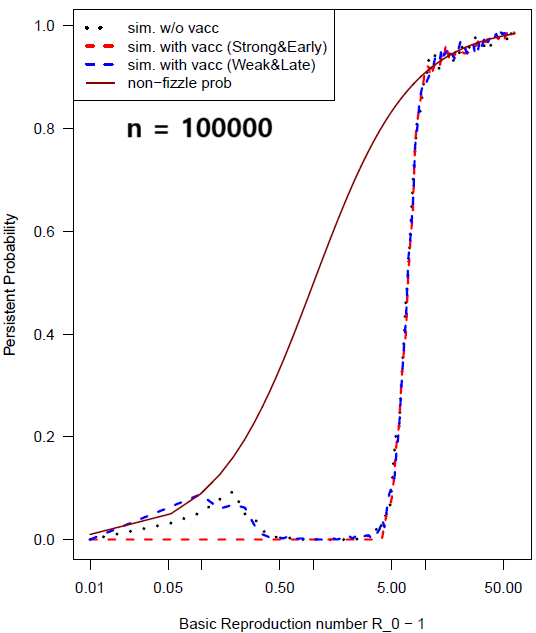 1.0
0.8
0.6
0.4
0.2
0.0
Persistent Probability
sim. w/o vacc
sim. with vacc (Strong&Early)
sim. with vacc (Weak&Late)
non−fizzle prob
n = 100000
0.01 0.05 0.50 5.00 50.00
Basic Reproduction number R_0 − 1